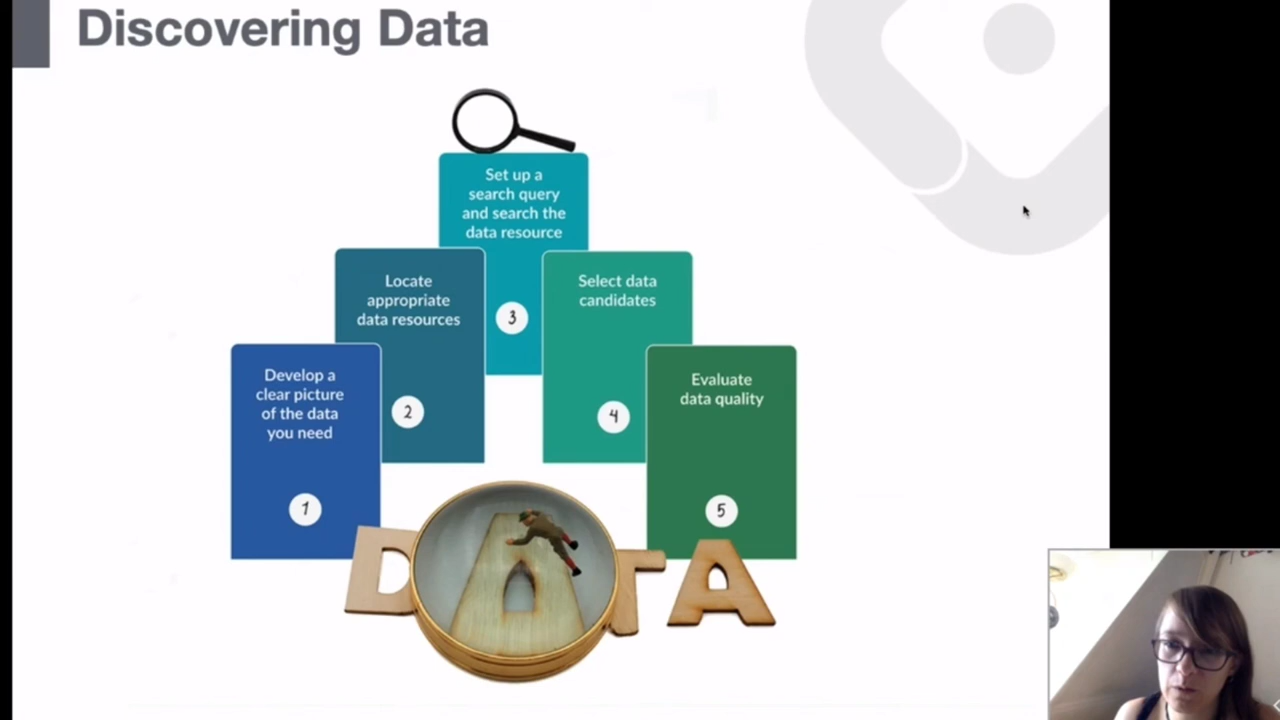 Discovering Data
Set up a
search query
and search the
data resource
3
Locate
appropriate
data resources
2
Select data
candidates
4
Develop a
clear picture
of the data
you need
1
Evaluate
data quality
5
DATA